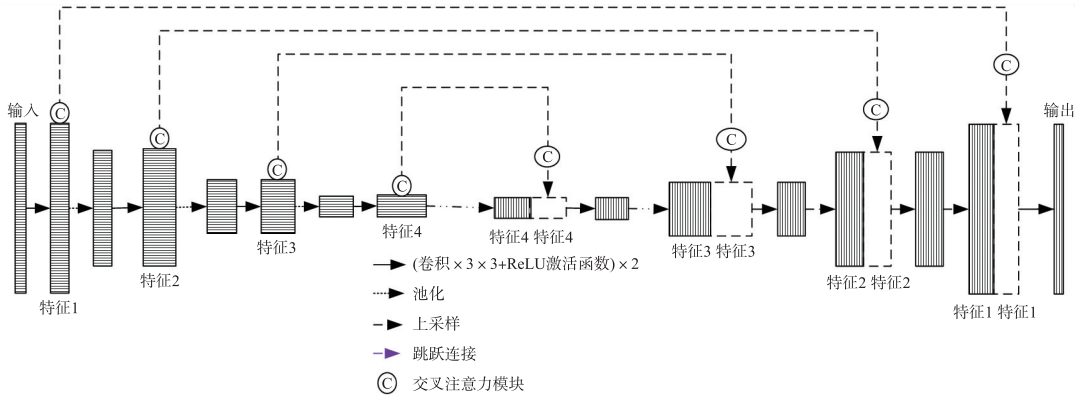 C
C
C
C
C
C
C
C
输入
输出
特征1
特征2
特征3
特征4
特征4 特征4
特征3 特征3
特征2 特征2
特征1 特征1
(卷积×3×3+ReLU激活函数)×2
池化
上采样
跳跃连接
C 交叉注意力模块